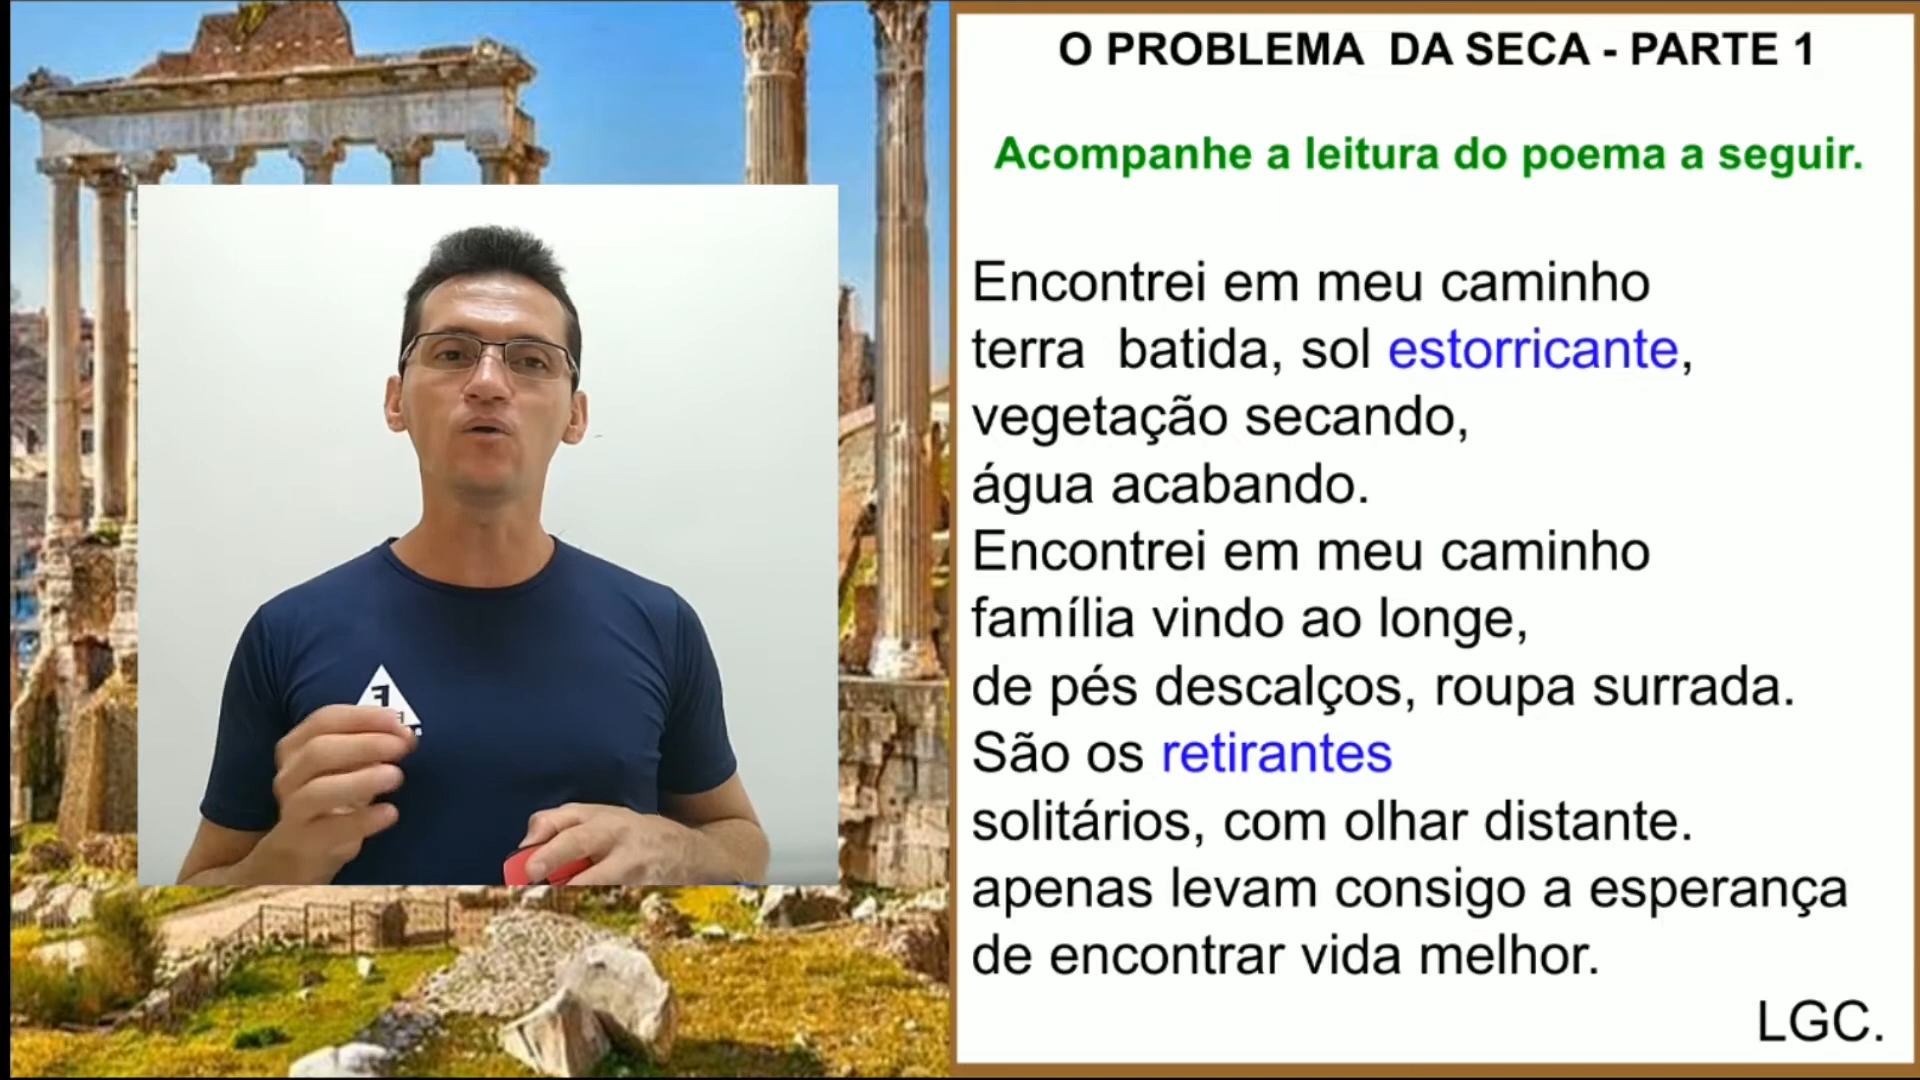 O PROBLEMA DA SECA - PARTE 1
Acompanhe a leitura do poema a seguir.
Encontrei em meu caminho
terra batida, sol estorricante,
vegetação secando,
água acabando.
Encontrei em meu caminho
família vindo ao longe,
de pés descalços, roupa surrada.
São os retirantes
solitários, com olhar distante.
apenas levam consigo a esperança
de encontrar vida melhor.
LGC.